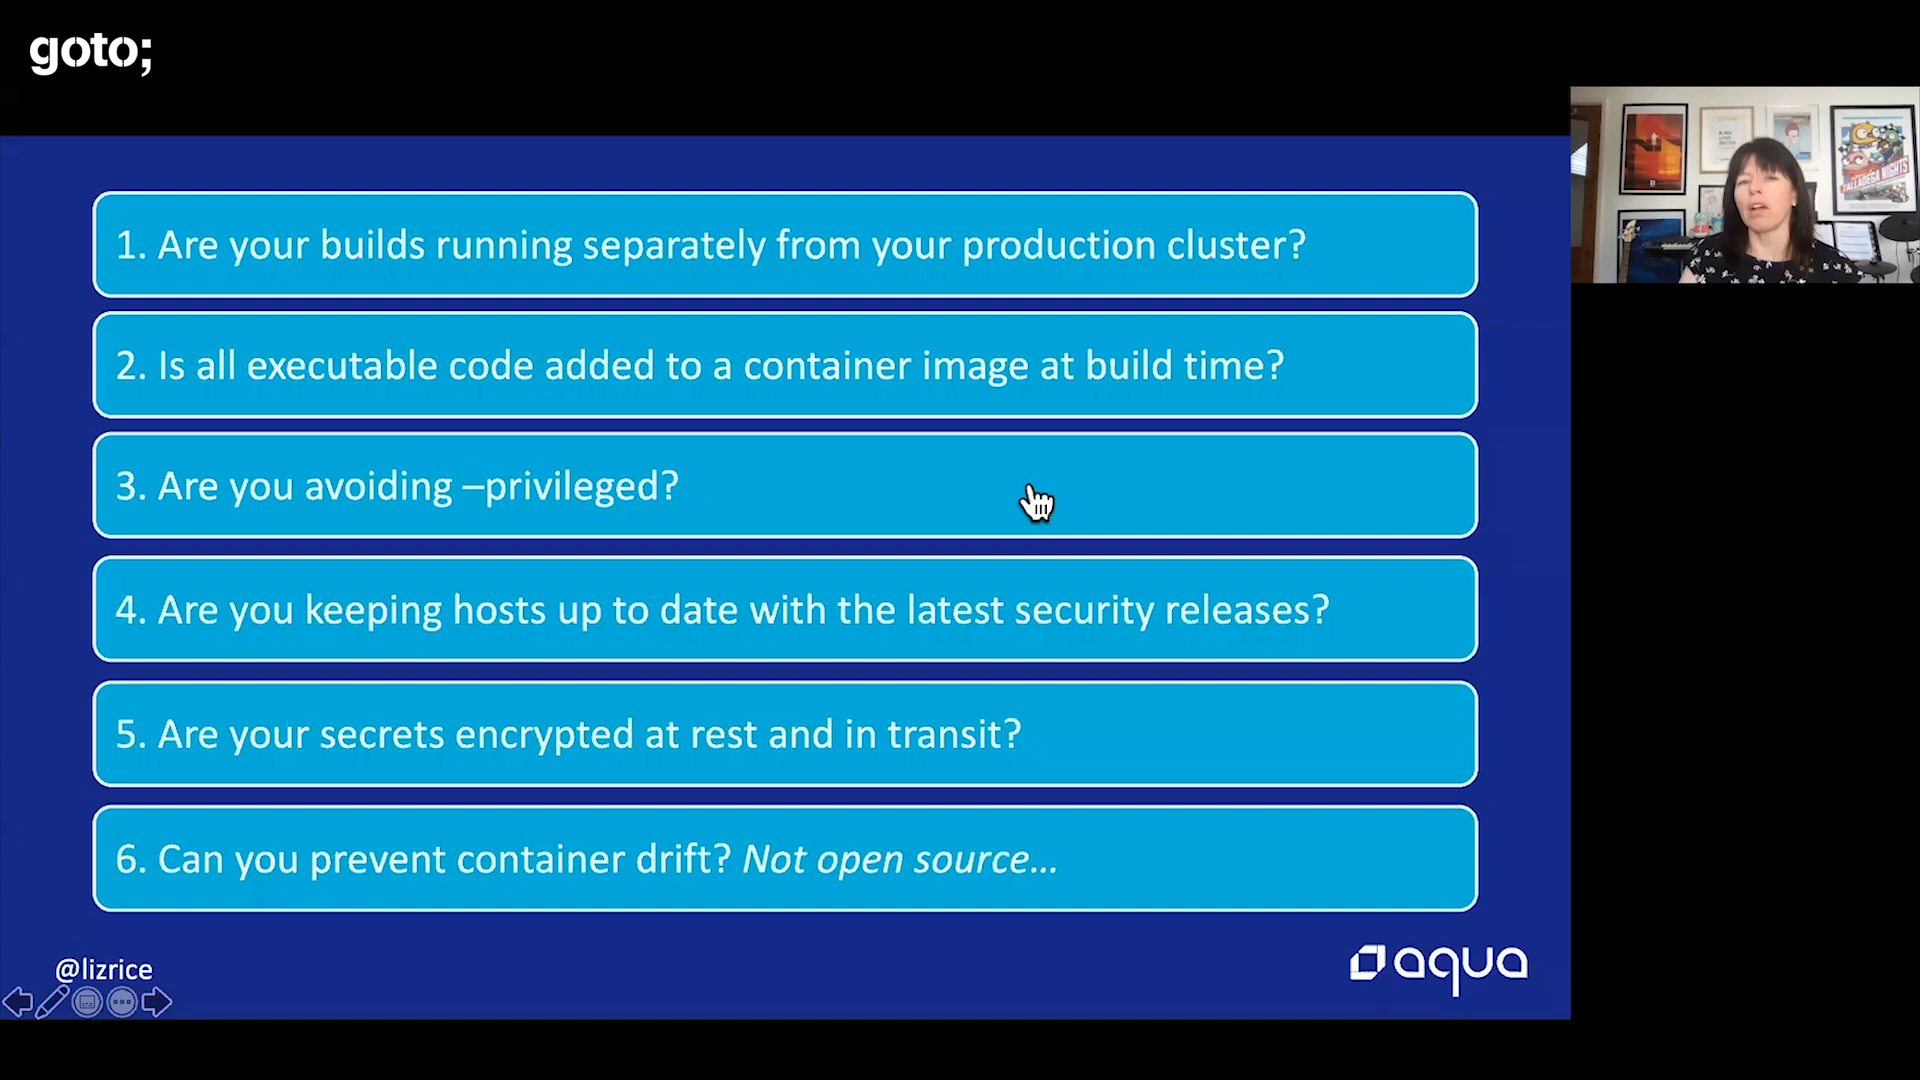 goto;
1. Are your builds running separately from your production cluster?
2. Is all executable code added to a container image at build time?
3. Are you avoiding –privileged?
4. Are you keeping hosts up to date with the latest security releases?
5. Are your secrets encrypted at rest and in transit?
6. Can you prevent container drift? Not open source…
@lizrice
aqua
TALLADEGA NIGHTS